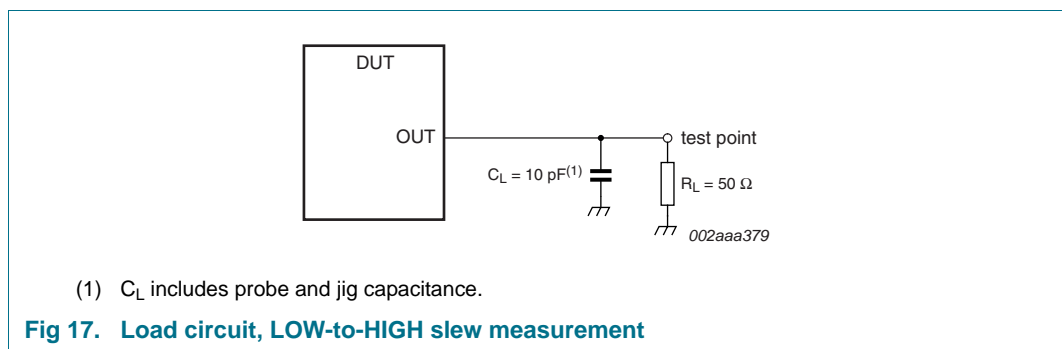 DUT
OUT
test point
C_L = 10 pF(1)
R_L = 50 Ω
002aaa379
(1) C_L includes probe and jig capacitance.
Fig 17. Load circuit, LOW-to-HIGH slew measurement